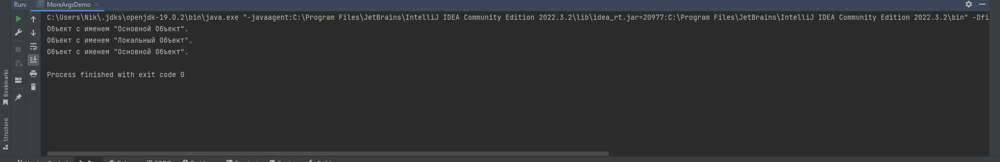 Run: MoreArgsDemo
C:\Users\Nik\.jdks\openjdk-19.0.2\bin\java.exe "-javaagent:C:\Program Files\JetBrains\IntelliJ IDEA Community Edition 2022.3.2\lib\idea_rt.jar=20977:C:\Program Files\JetBrains\IntelliJ IDEA Community Edition 2022.3.2\bin" -Dfi
Объект с именем "Основной Объект".
Объект с именем "Локальный Объект".
Объект с именем "Основной Объект".
Process finished with exit code 0
Bookmarks
Structure